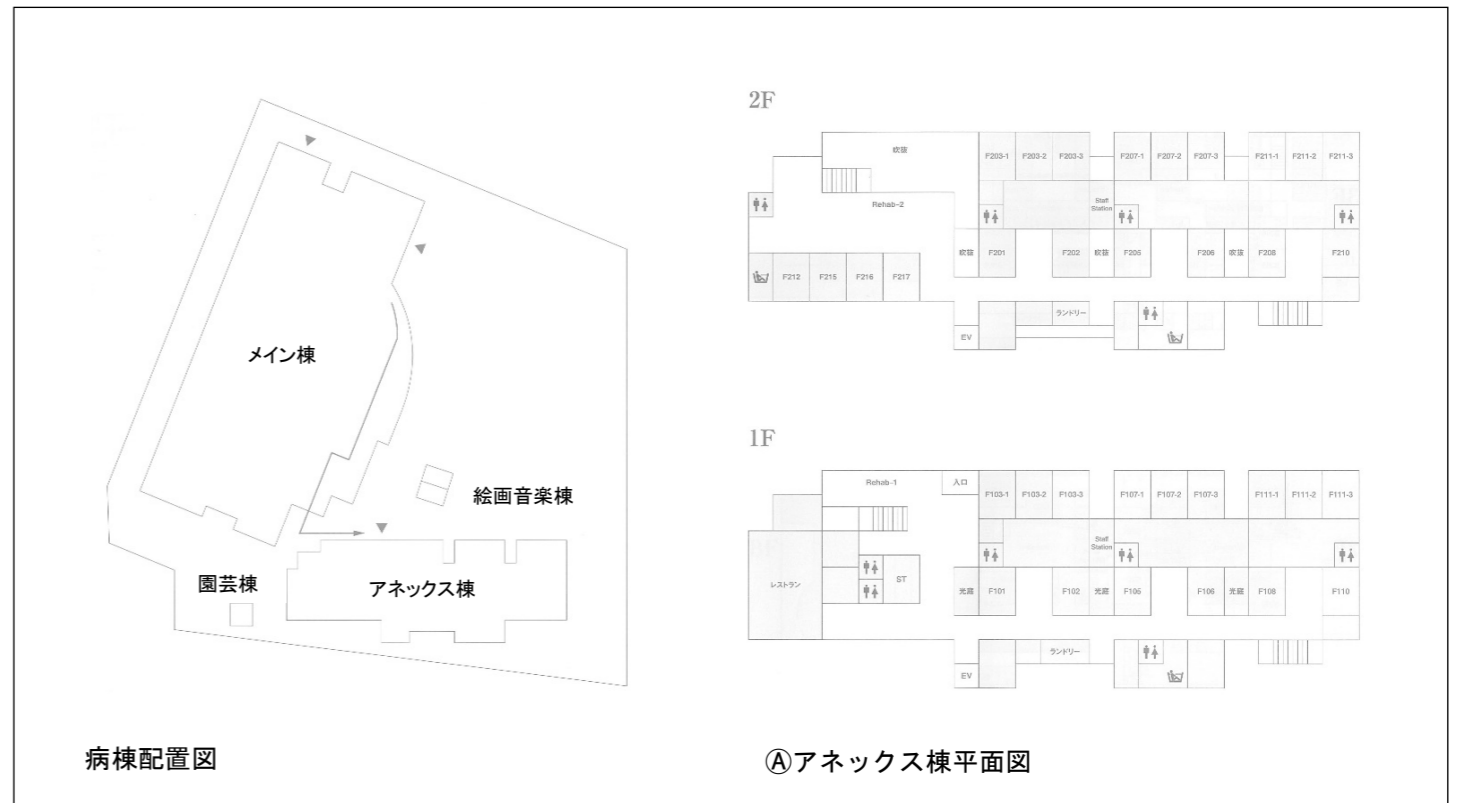 メイン棟
絵画音楽棟
園芸棟
アネックス棟
病棟配置図
2F
吹抜
F203-1 F203-2 F203-3 F207-1 F207-2 F207-3 F211-1 F211-2 F211-3
Rehab-2
Staff
Station
吹抜 F201 F202 吹抜 F205 F206 吹抜 F208 F210
F212 F215 F216 F217
ランドリー
EV
1F
Rehab-1 入口
F103-1 F103-2 F103-3 F107-1 F107-2 F107-3 F111-1 F111-2 F111-3
Staff
Station
レストラン ST
光庭 F101 F102 光庭 F105 F106 光庭 F108 F110
ランドリー
EV
Ⓐアネックス棟平面図